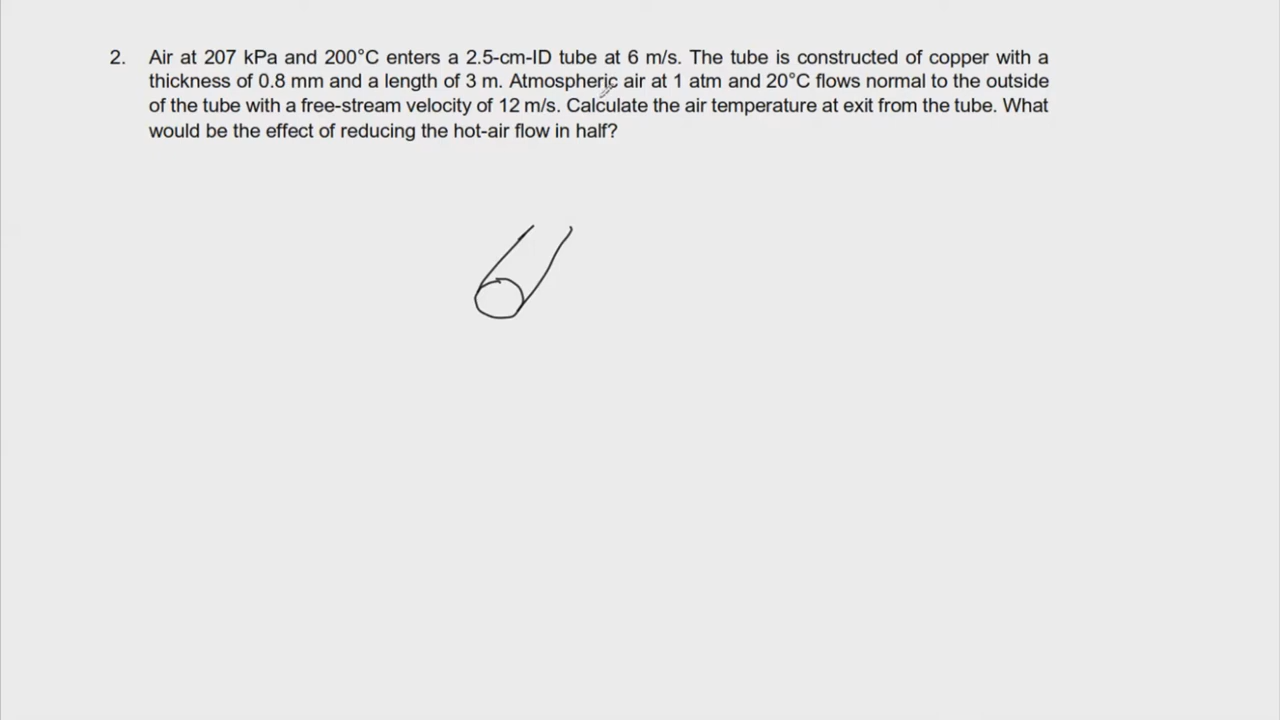 2. Air at 207 kPa and 200°C enters a 2.5-cm-ID tube at 6 m/s. The tube is constructed of copper with a
thickness of 0.8 mm and a length of 3 m. Atmospheric air at 1 atm and 20°C flows normal to the outside
of the tube with a free-stream velocity of 12 m/s. Calculate the air temperature at exit from the tube. What
would be the effect of reducing the hot-air flow in half?